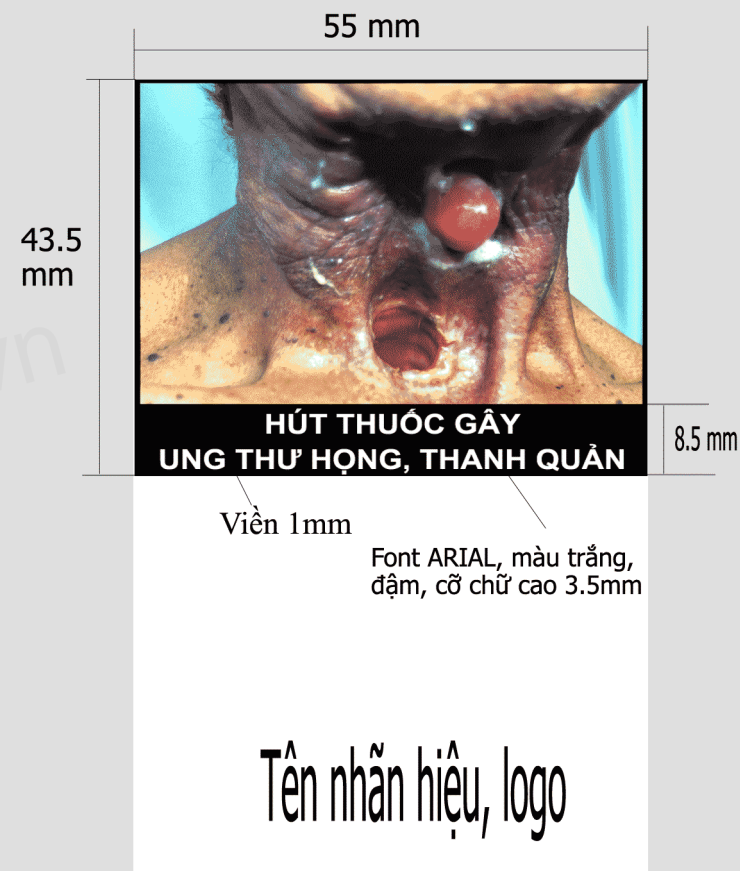 55 mm
43.5
mm
HÚT THUỐC GÂY
UNG THƯ HỌNG, THANH QUẢN
8.5 mm
Viền 1mm
Font ARIAL, màu trắng,
đậm, cỡ chữ cao 3.5mm
Tên nhãn hiệu, logo